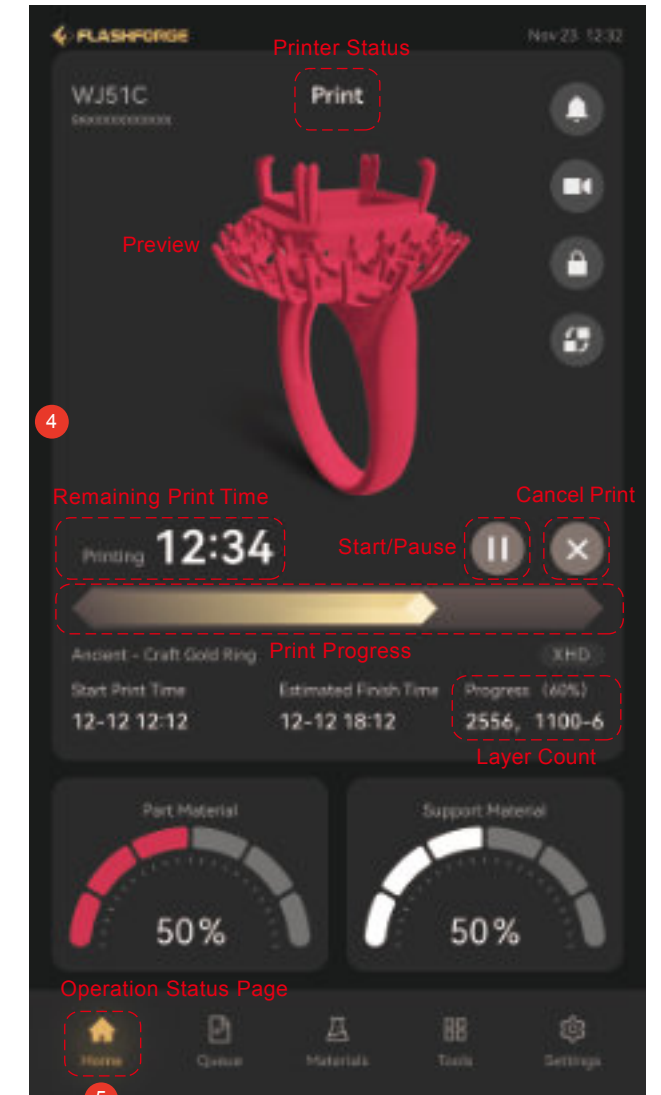 FLASHFORGE
Nov 23 12:32
Printer Status
WJ51C
Print
Preview
4
Remaining Print Time
Cancel Print
Printing 12:34
Start/Pause
Ancient - Craft Gold Ring
Print Progress
XHD
Start Print Time
Estimated Finish Time
Progress (60%)
12-12 12:12
12-12 18:12
2556, 1100-6
Layer Count
Part Material
Support Material
50%
50%
Operation Status Page
Home
Queue
Materials
Tools
Settings
5